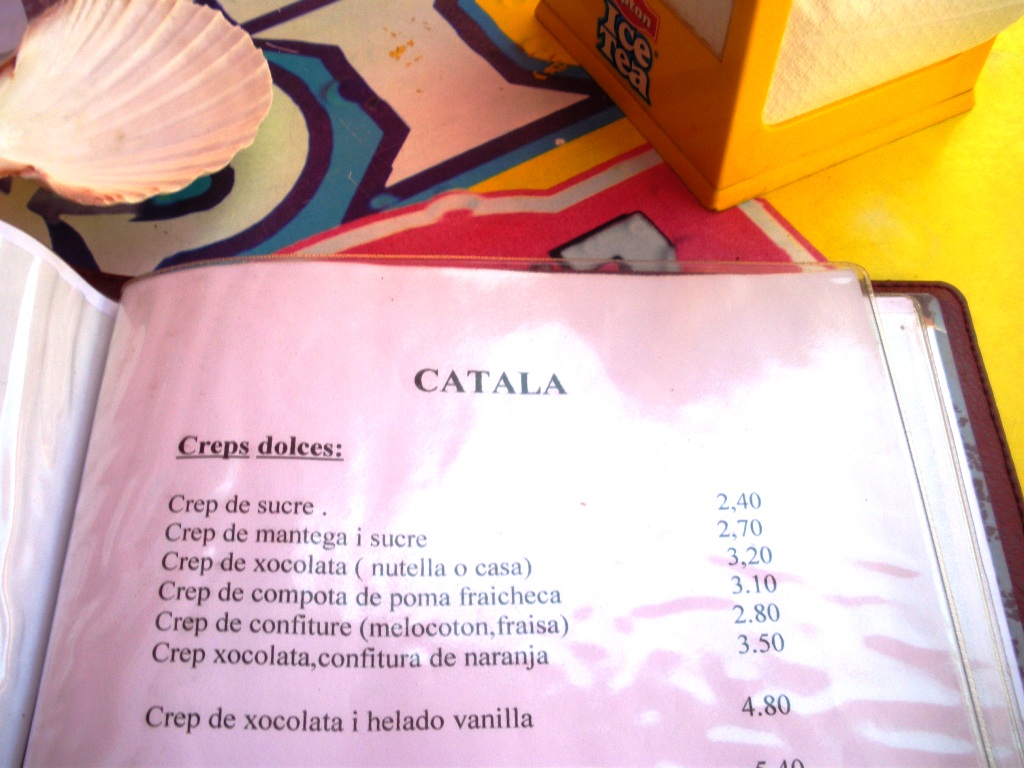 Ice
Tea
CATALA
Creps dolces:
Crep de sucre . 2,40
Crep de mantega i sucre 2,70
Crep de xocolata ( nutella o casa) 3,20
Crep de compota de poma fraicheca 3.10
Crep de confiture (melocoton,fraisa) 2.80
Crep xocolata,confitura de naranja 3.50
Crep de xocolata i helado vanilla 4.80